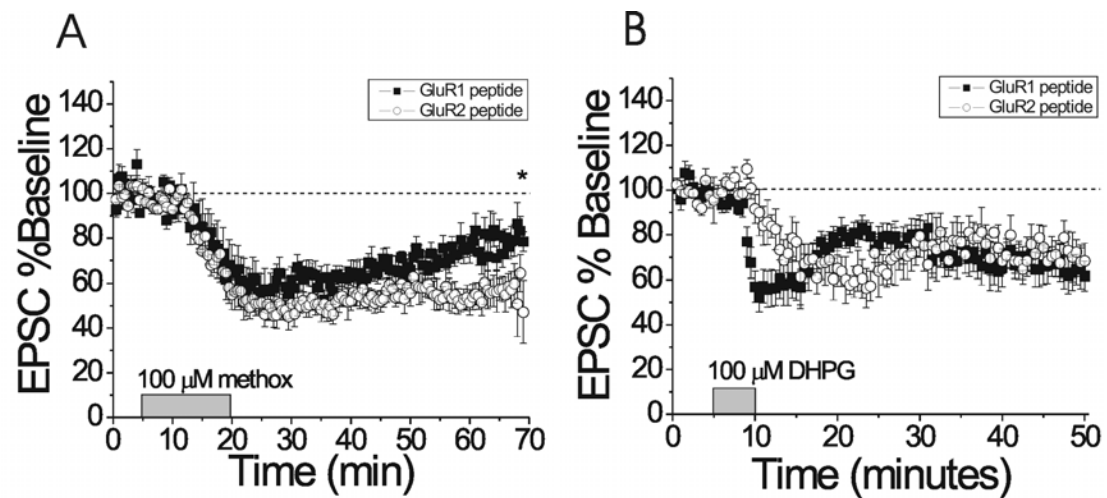 A
EPSC %Baseline
140
120
100
80
60
40
20
0
GluR1 peptide
GluR2 peptide
*
100 μM methox
0 10 20 30 40 50 60 70
Time (min)
B
EPSC % Baseline
140
120
100
80
60
40
20
0
GluR1 peptide
GluR2 peptide
100 μM DHPG
0 10 20 30 40 50
Time (minutes)